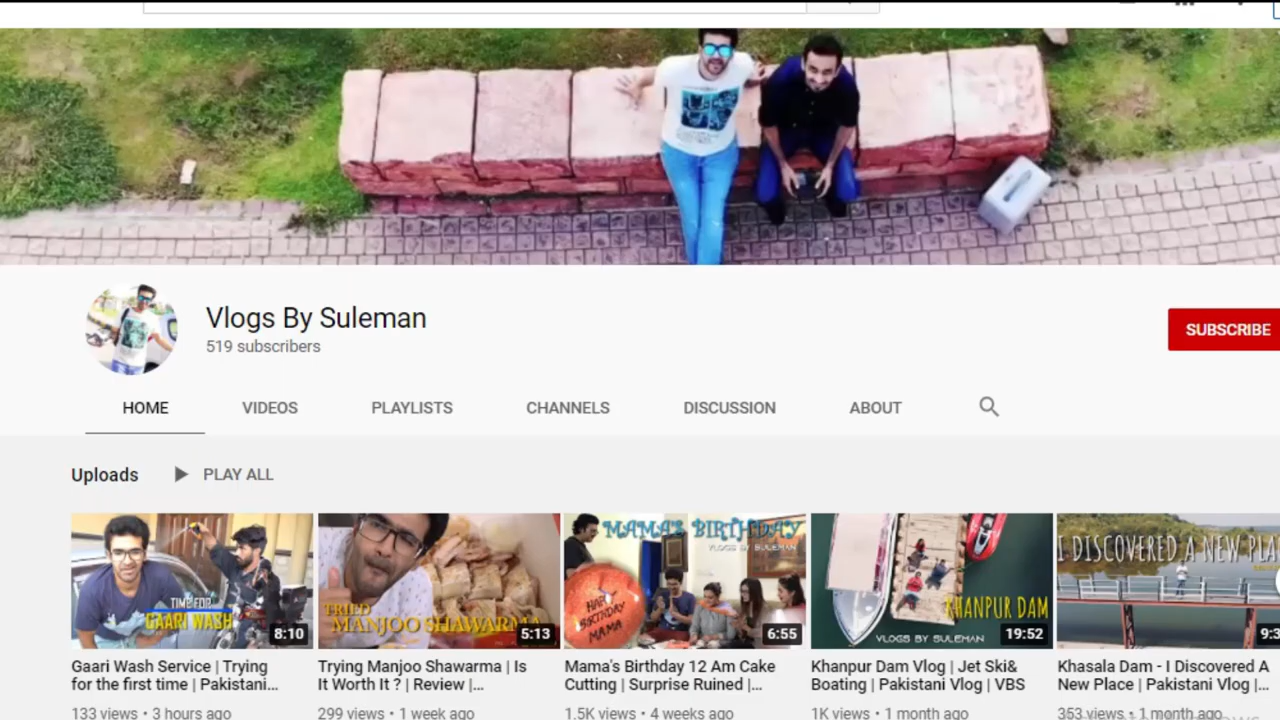 Vlogs By Suleman
519 subscribers
SUBSCRIBE
HOME VIDEOS PLAYLISTS CHANNELS DISCUSSION ABOUT
Uploads PLAY ALL
TIME FOR
GAARI WASH
8:10
TRIED
MANJOO SHAWARMA
5:13
MAMA'S BIRTHDAY
VLOGS BY SULEMAN
HAPPY
BIRTHDAY
MAMA
6:55
KHANPUR DAM
VLOGS BY SULEMAN
19:52
I DISCOVERED A NEW PLA
9:3
Gaari Wash Service | Trying
for the first time | Pakistani...
133 views • 3 hours ago
Trying Manjoo Shawarma | Is
It Worth It ? | Review |...
299 views • 1 week ago
Mama's Birthday 12 Am Cake
Cutting | Surprise Ruined |...
1.5K views • 4 weeks ago
Khanpur Dam Vlog | Jet Ski&
Boating | Pakistani Vlog | VBS
1K views • 1 month ago
Khasala Dam - I Discovered A
New Place | Pakistani Vlog |...
353 views • 1 month ago